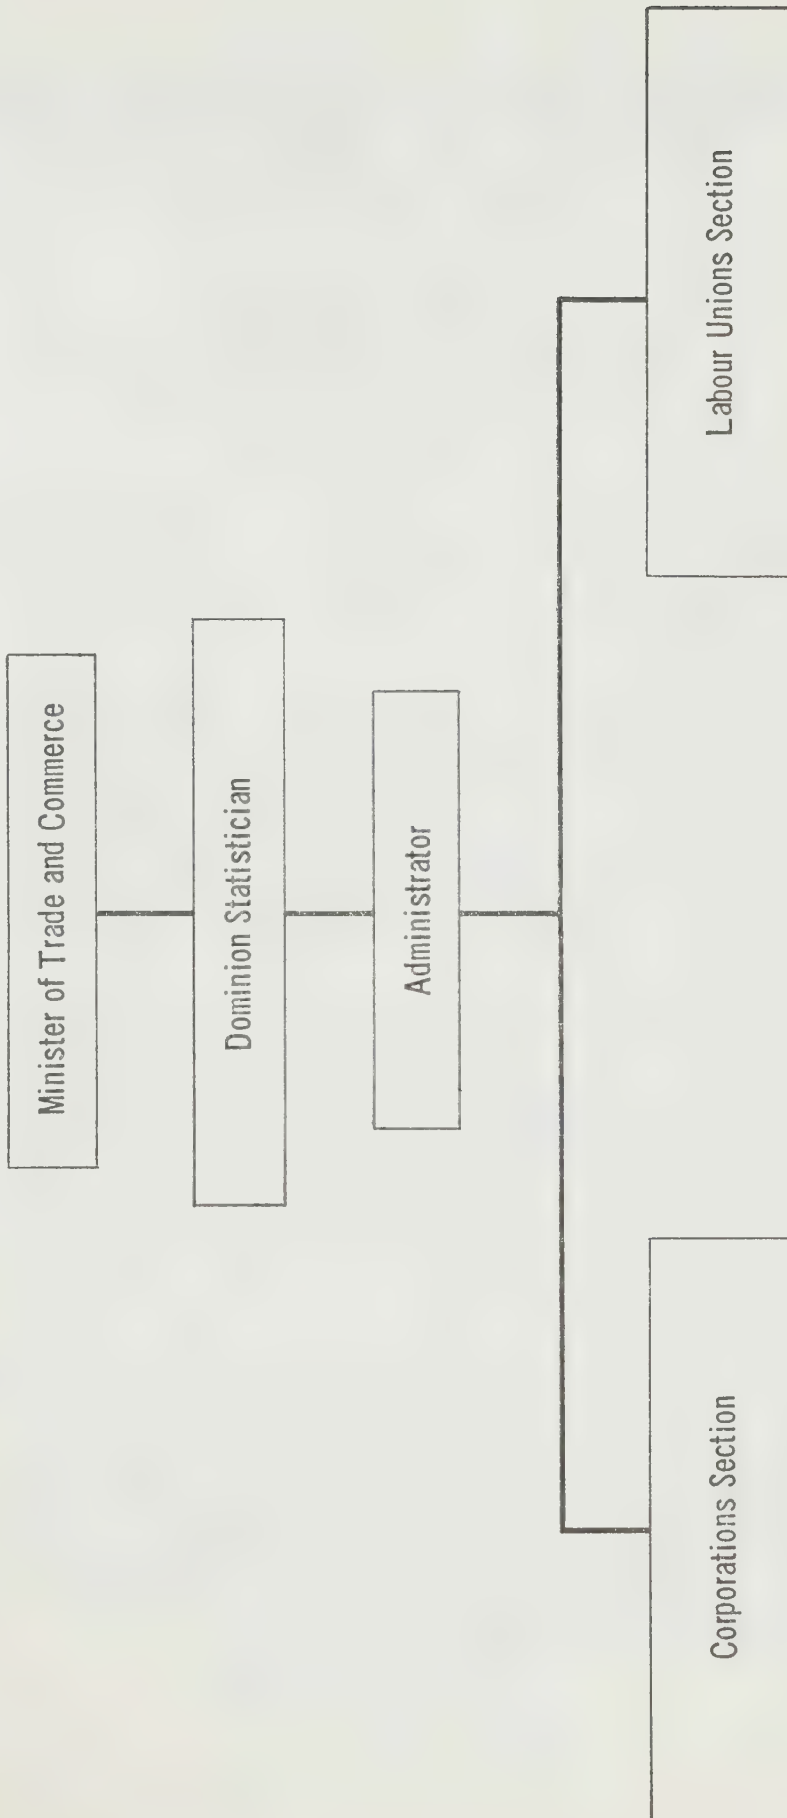 Minister of Trade and Commerce
Dominion Statistician
Administrator
Corporations Section
Labour Unions Section